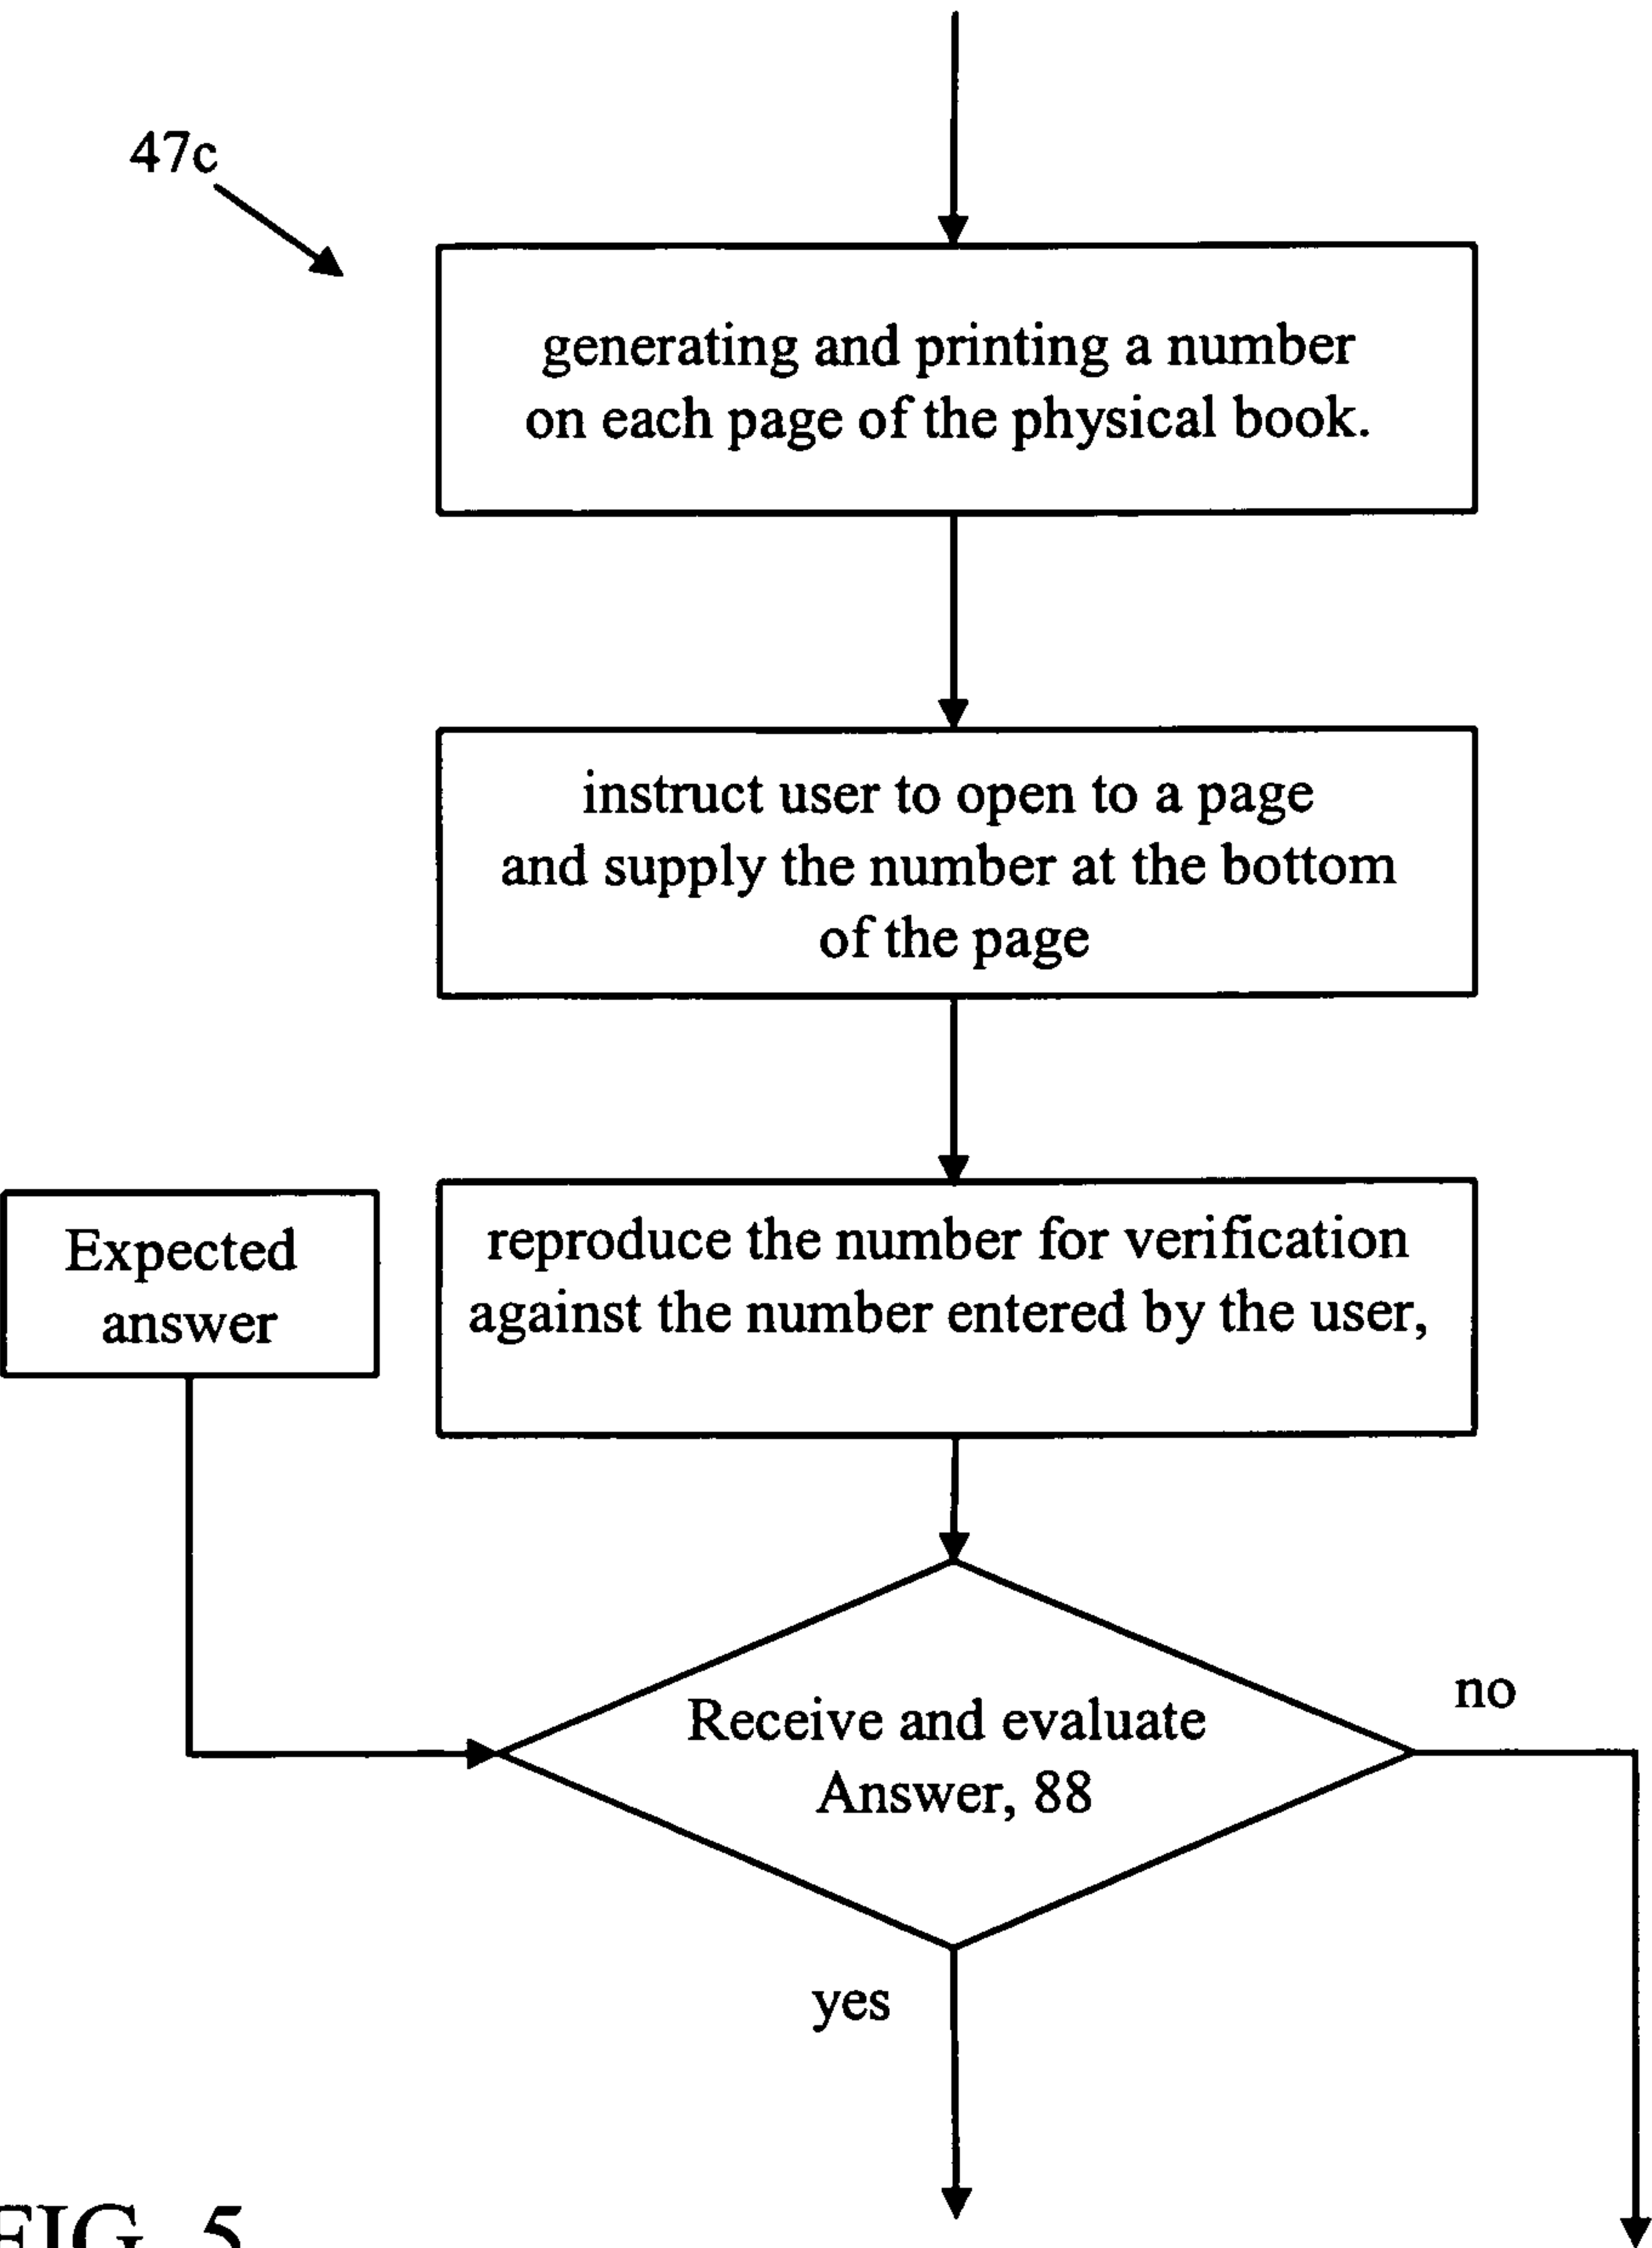 47c
generating and printing a number
on each page of the physical book.
instruct user to open to a page
and supply the number at the bottom
of the page
Expected
answer
reproduce the number for verification
against the number entered by the user,
Receive and evaluate
Answer, 88
no
yes
FIG. 5